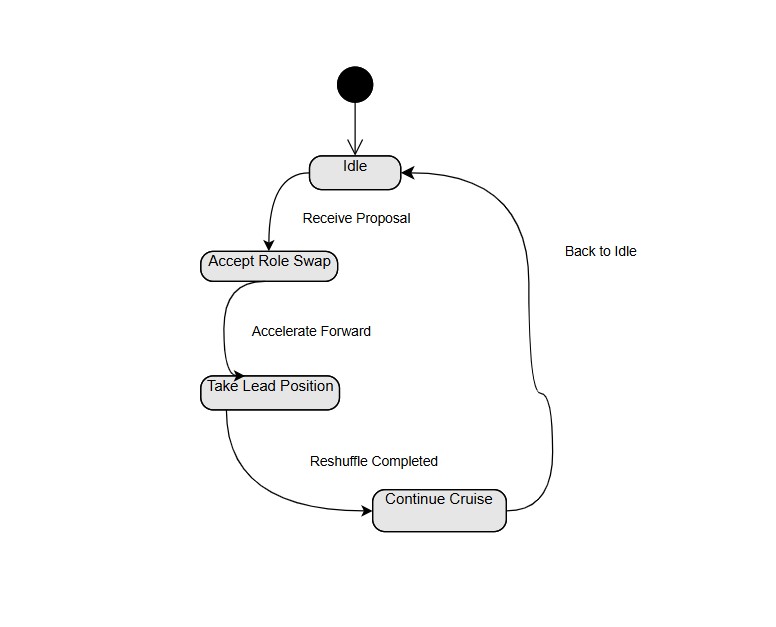 Idle
Receive Proposal
Back to Idle
Accept Role Swap
Accelerate Forward
Take Lead Position
Reshuffle Completed
Continue Cruise